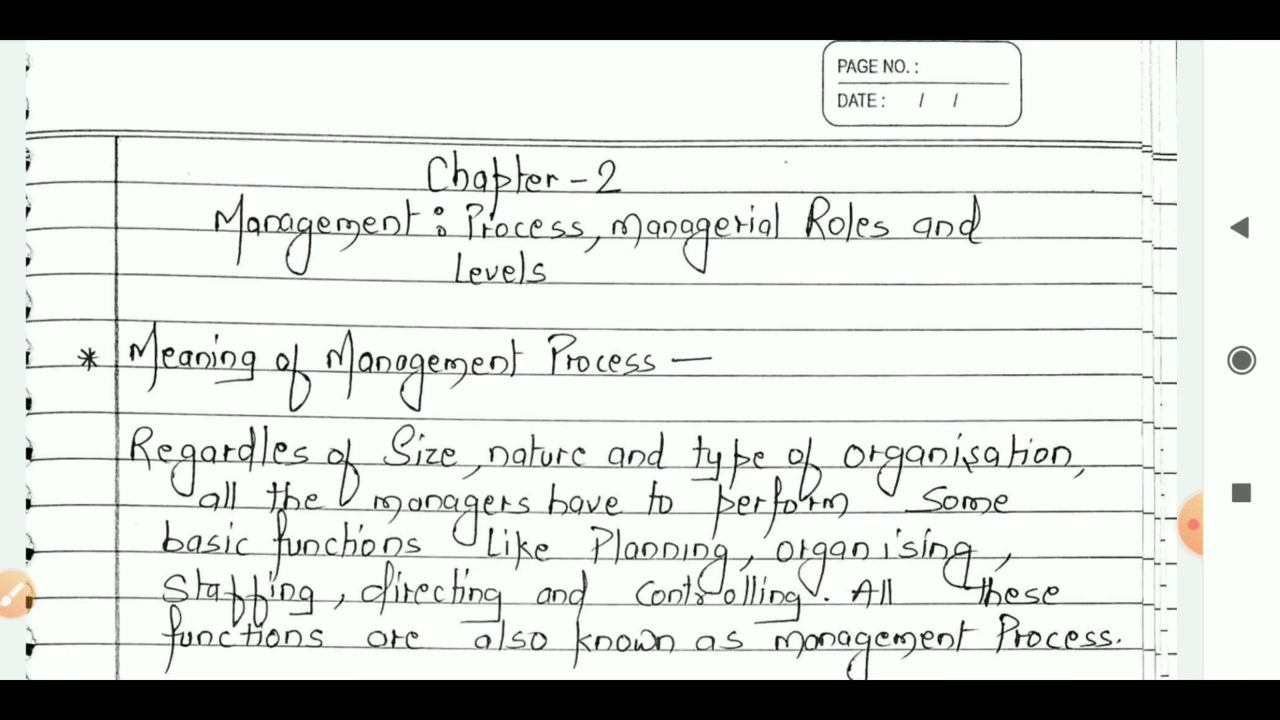 PAGE NO. :
DATE : / /
Chapter - 2
Management : Process, Managerial Roles and
Levels
* Meaning of Management Process —
Regardles of Size, nature and type of organisation,
all the managers have to perform Some
basic functions like Planning, organising,
Staffing, directing and Controlling. All these
functions are also known as management Process.